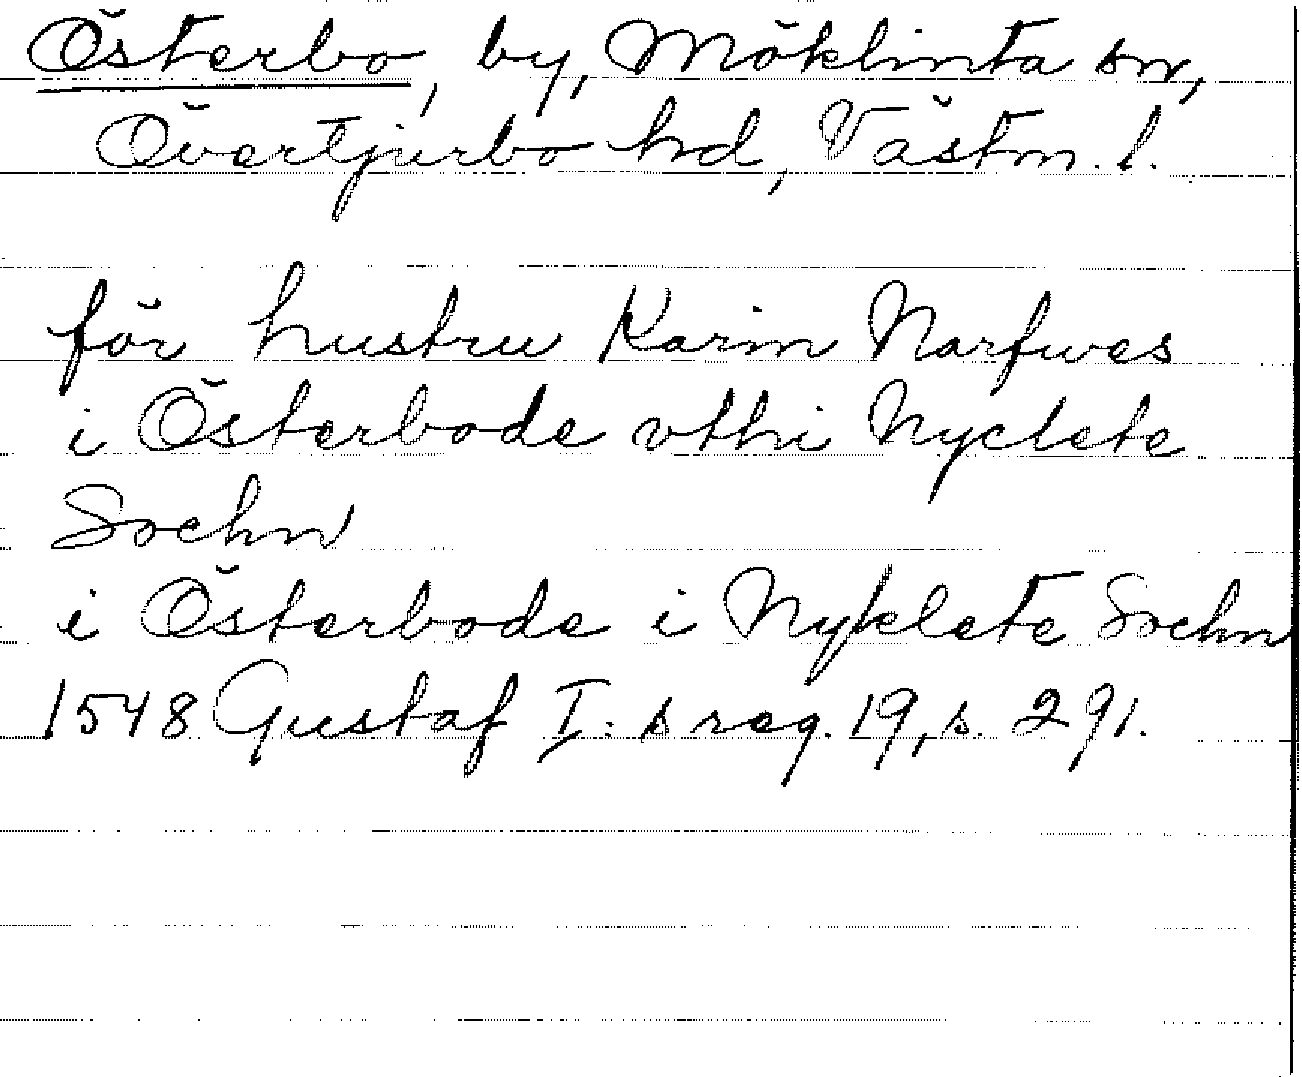 Österbo, by, Möklinta sn,
Övertjurbo hd, Västm. l.
för hustru Karin Narfwes
i Österbode vthi Nyclete
Sochn
i Österbode i Nyklete Sochn
1548 Gustaf I: s reg. 19, s. 291.